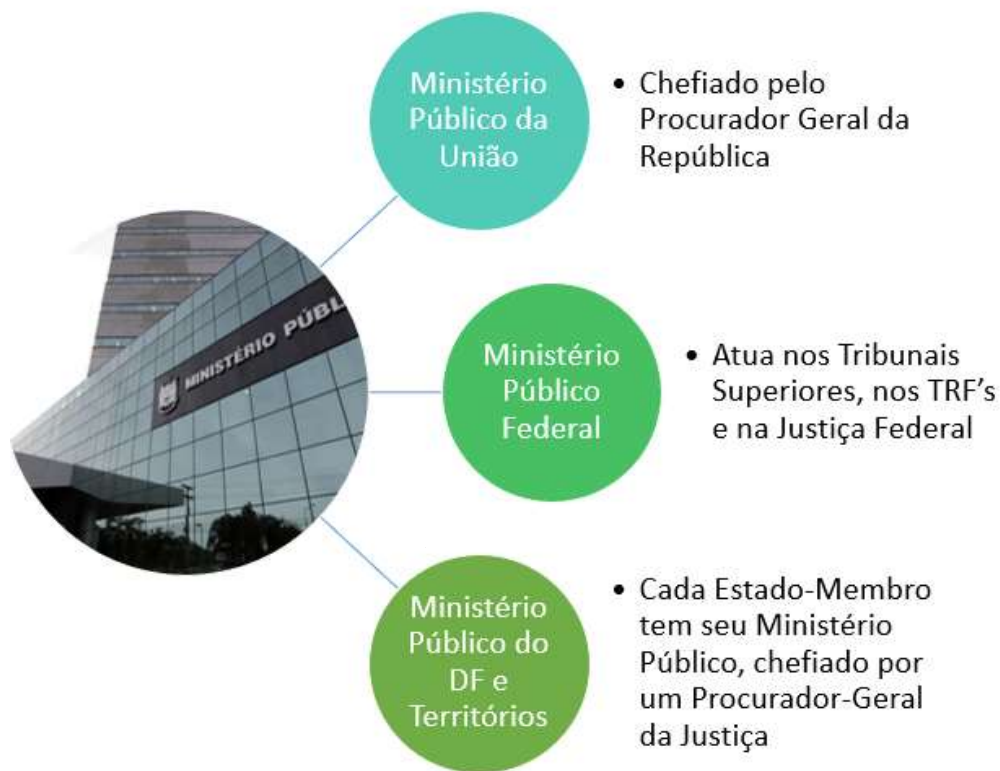 Ministério
Público da
União
• Chefiado pelo
Procurador Geral da
República
MINISTÉRIO PÚBL
Ministério
Público
Federal
• Atua nos Tribunais
Superiores, nos TRF's
e na Justiça Federal
Ministério
Público do
DF e
Territórios
• Cada Estado-Membro
tem seu Ministério
Público, chefiado por
um Procurador-Geral
da Justiça